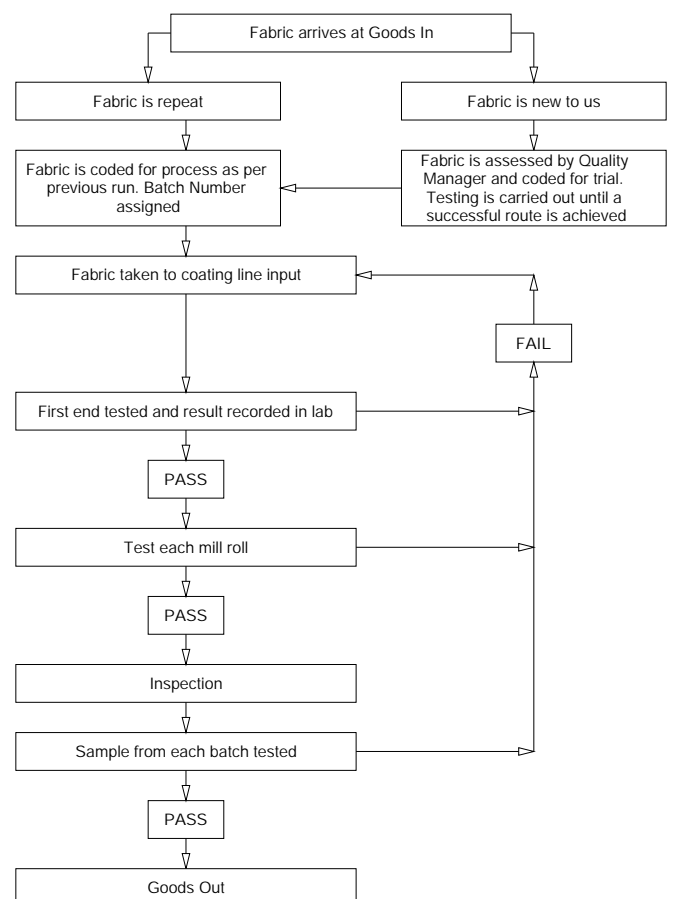 Fabric arrives at Goods In
Fabric is repeat
Fabric is new to us
Fabric is coded for process as per
previous run. Batch Number
assigned
Fabric is assessed by Quality
Manager and coded for trial.
Testing is carried out until a
successful route is achieved
Fabric taken to coating line input
FAIL
First end tested and result recorded in lab
PASS
Test each mill roll
PASS
Inspection
Sample from each batch tested
PASS
Goods Out